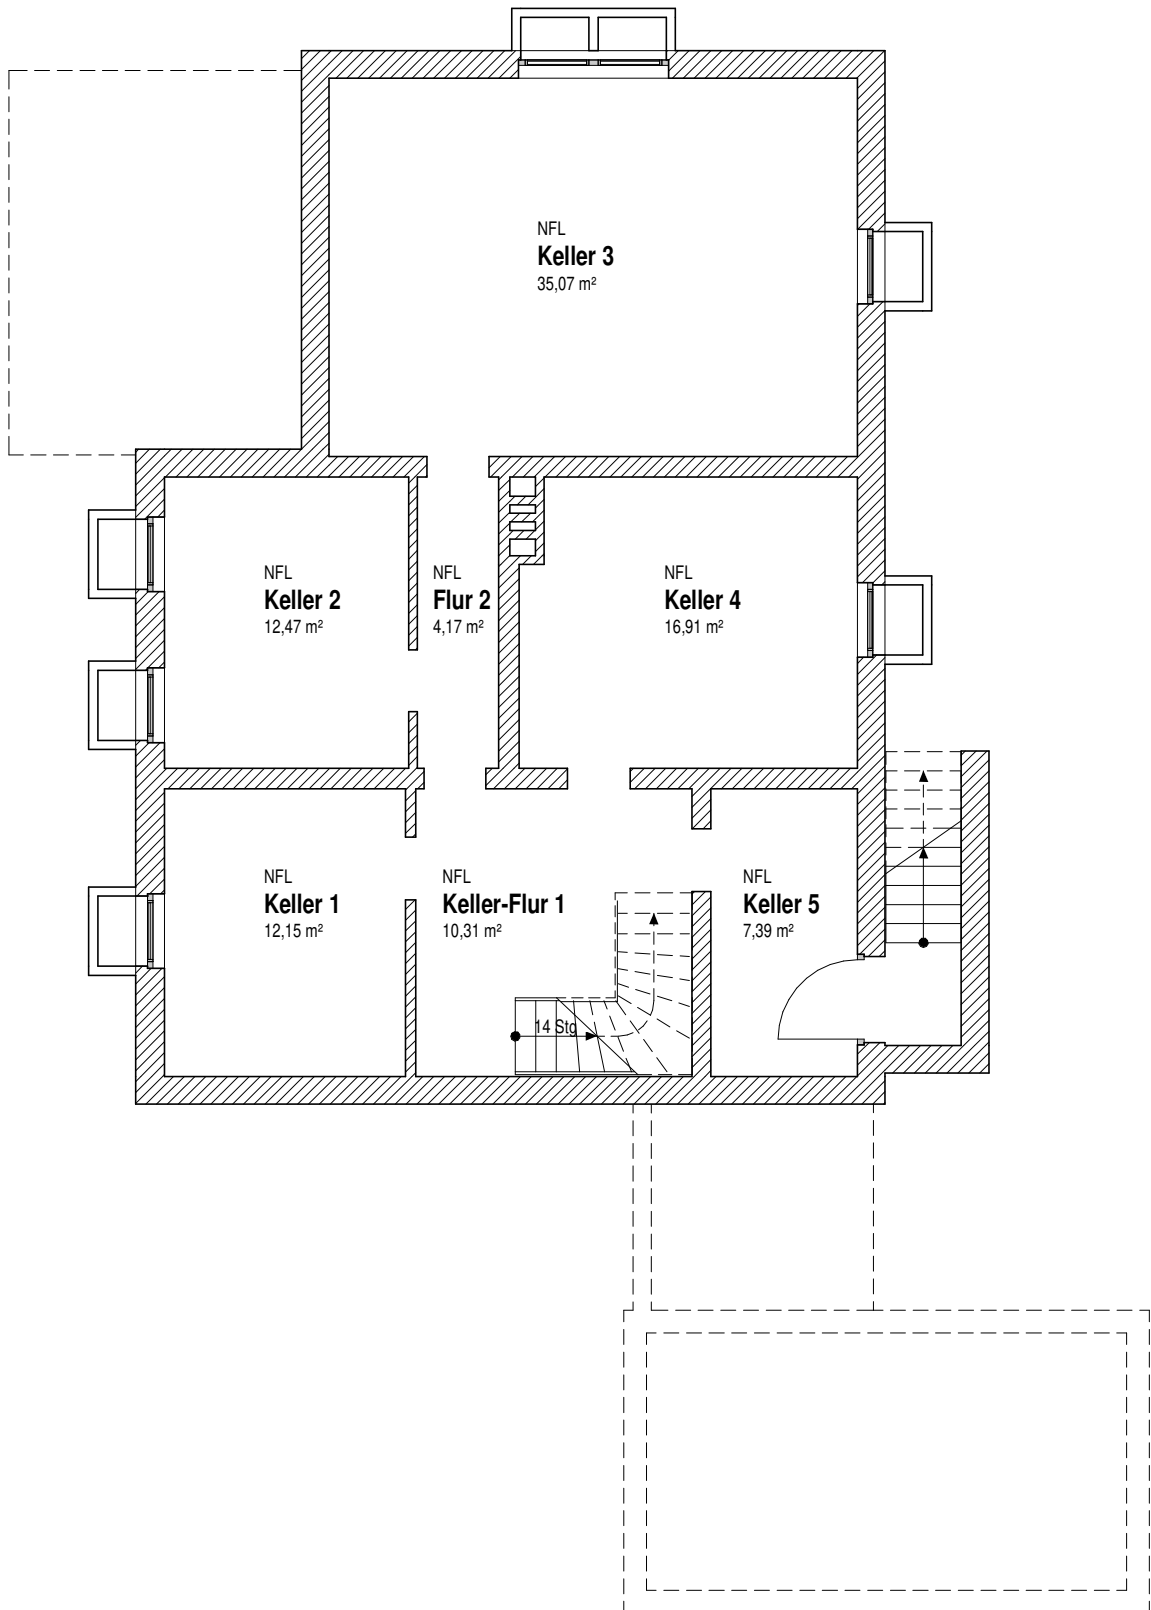 NFL
Keller 3
35,07 m²
NFL
Keller 2
12,47 m²
NFL
Flur 2
4,17 m²
NFL
Keller 4
16,91 m²
NFL
Keller 1
12,15 m²
NFL
Keller-Flur 1
10,31 m²
NFL
Keller 5
7,39 m²
14 Stg